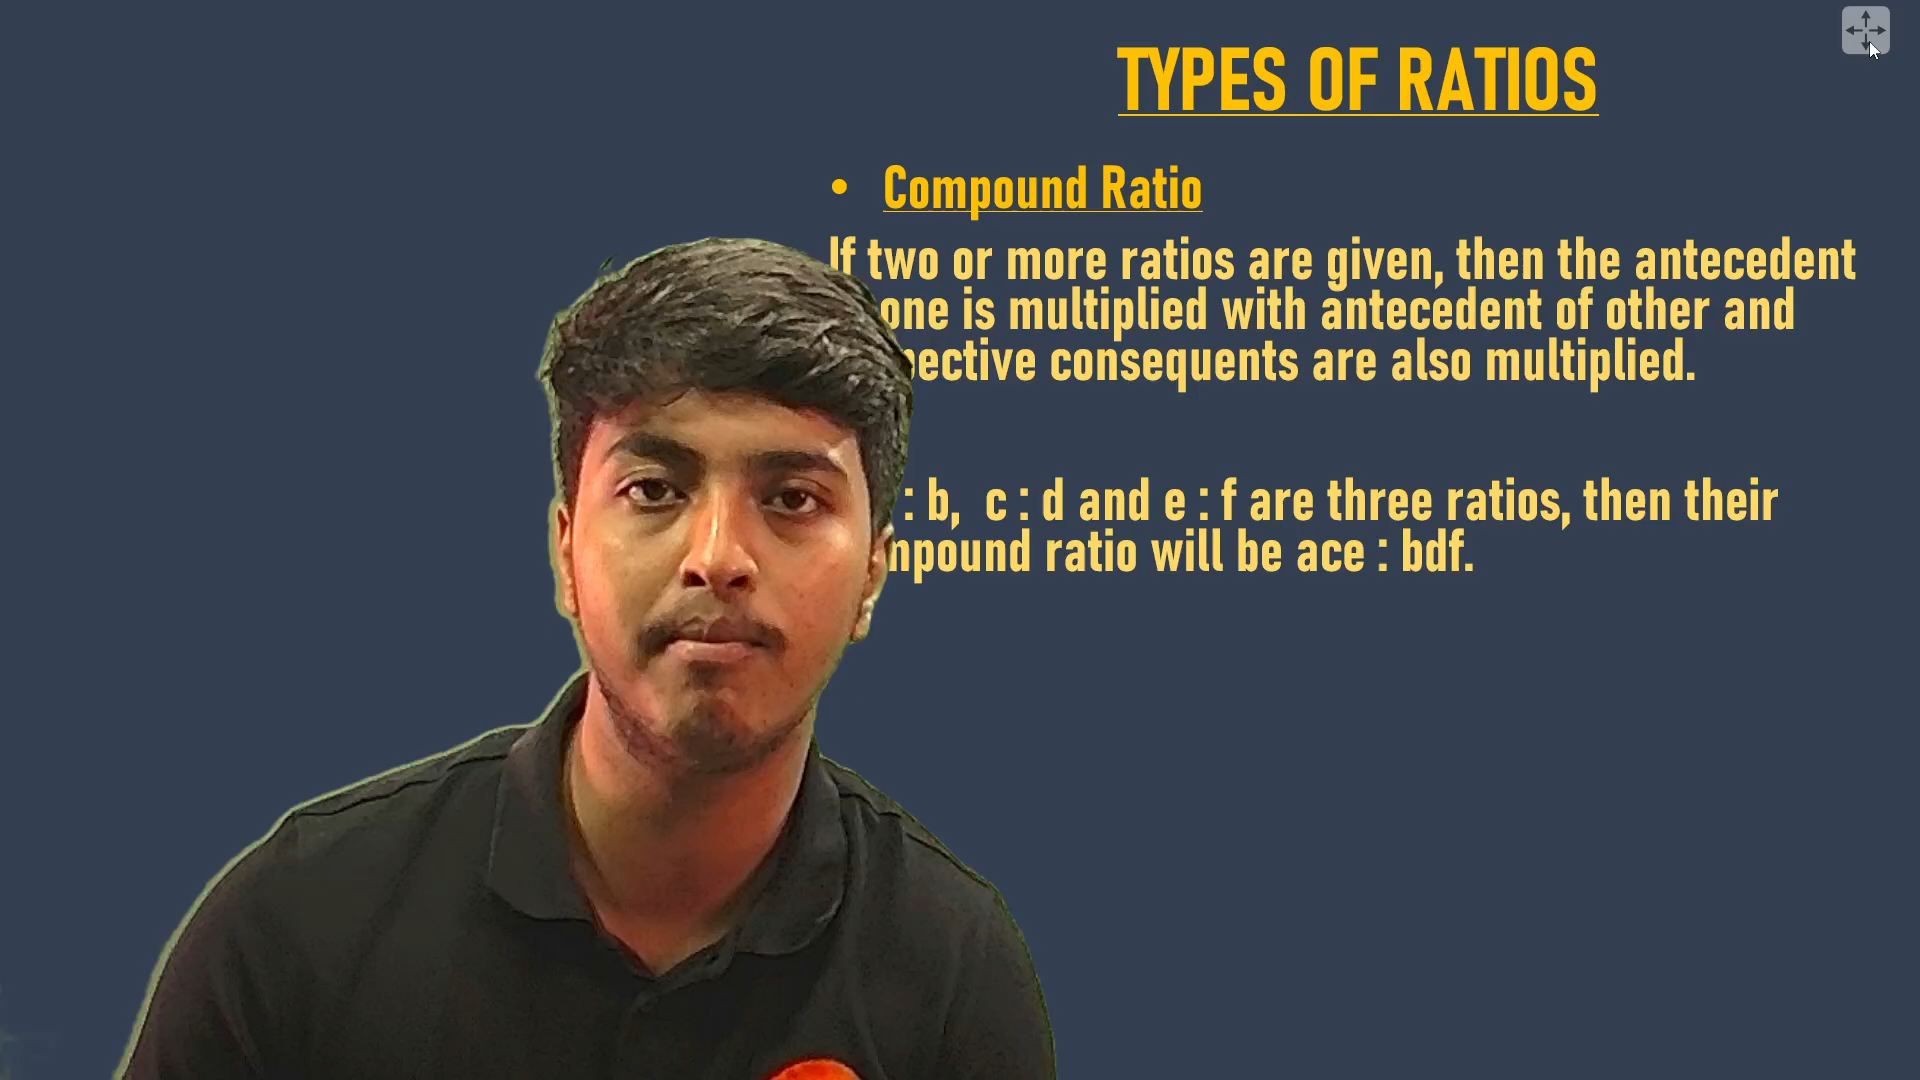 TYPES OF RATIOS
• Compound Ratio
If two or more ratios are given, then the antecedent
one is multiplied with antecedent of other and
consequents are also multiplied.
: b, c : d and e : f are three ratios, then their
ratio will be ace : bdf.